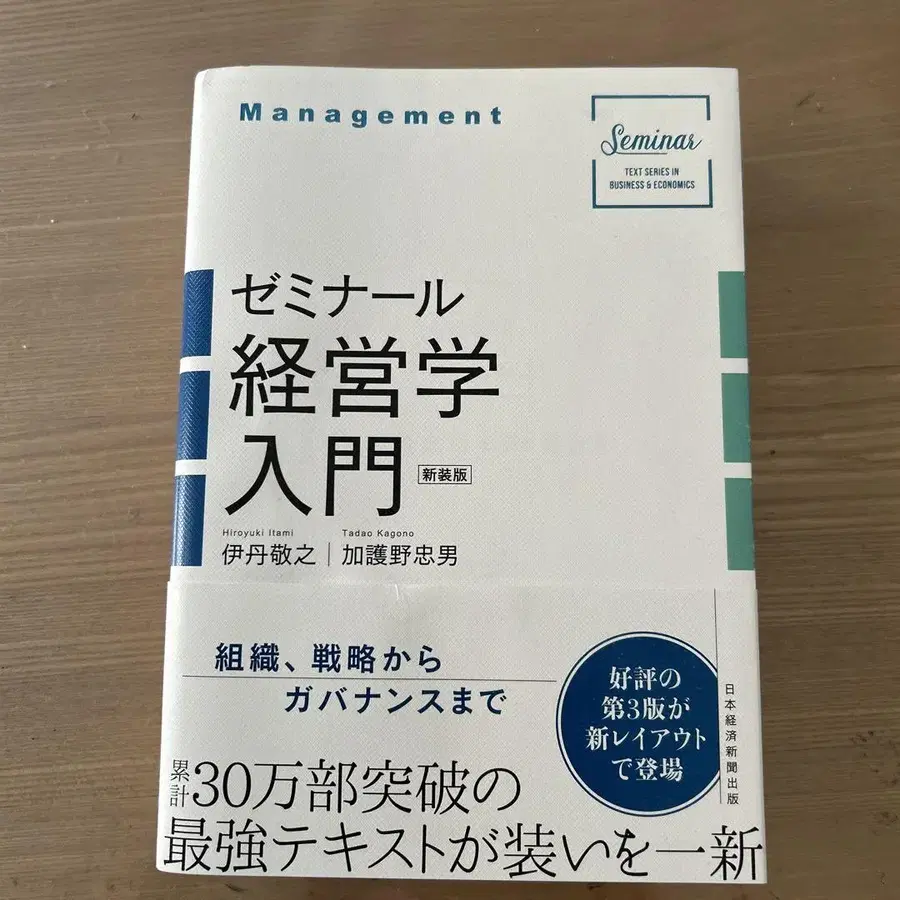 Management
Seminar
TEXT SERIES IN
BUSINESS & ECONOMICS
ゼミナール
経営学
入門 新装版
Hiroyuki Itami Tadao Kagono
伊丹敬之｜加護野忠男
組織、戦略から
ガバナンスまで
好評の
第3版が
新レイアウト
で登場
日本経済新聞出版
累計30万部突破の
最強テキストが装いを一新